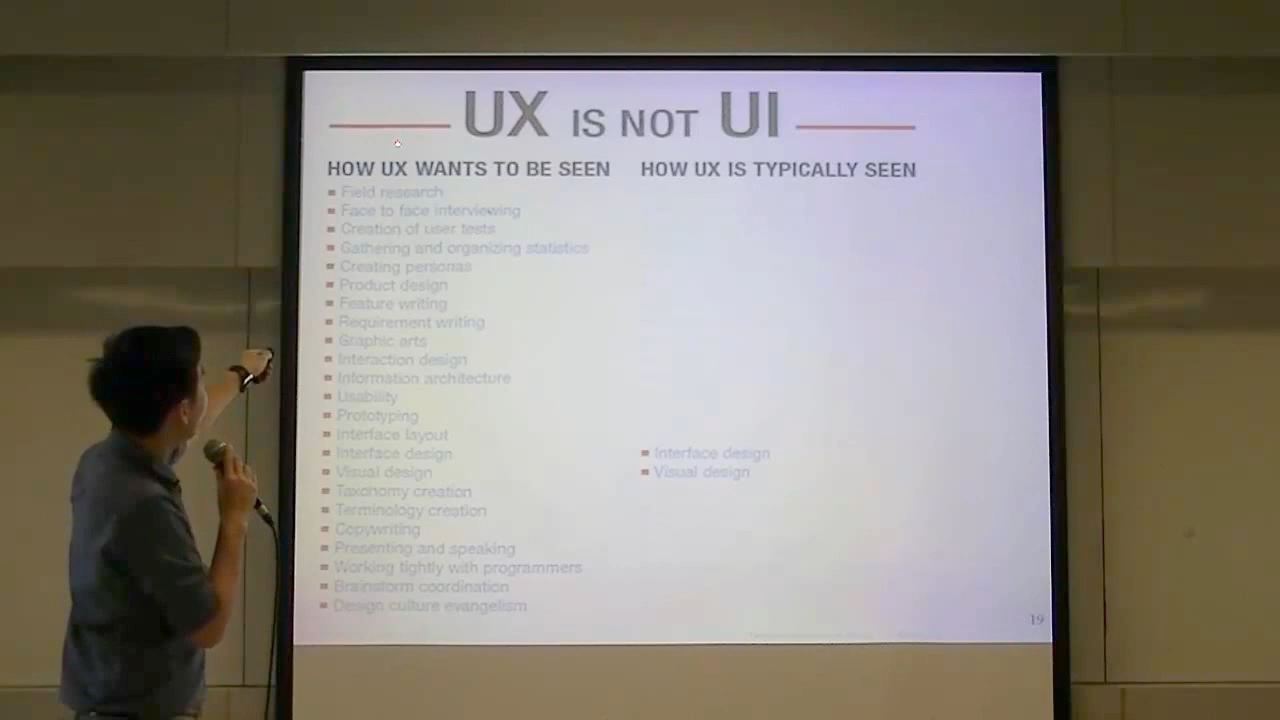 UX IS NOT UI
HOW UX WANTS TO BE SEEN
Field research
Face to face interviewing
Creation of user tests
Gathering and organizing statistics
Creating personas
Product design
Feature writing
Requirement writing
Graphic arts
Interaction design
Information architecture
Usability
Prototyping
Interface layout
Interface design
Visual design
Taxonomy creation
Terminology creation
Copywriting
Presenting and speaking
Working tightly with programmers
Brainstorm coordination
Design culture evangelism
HOW UX IS TYPICALLY SEEN
Interface design
Visual design
19